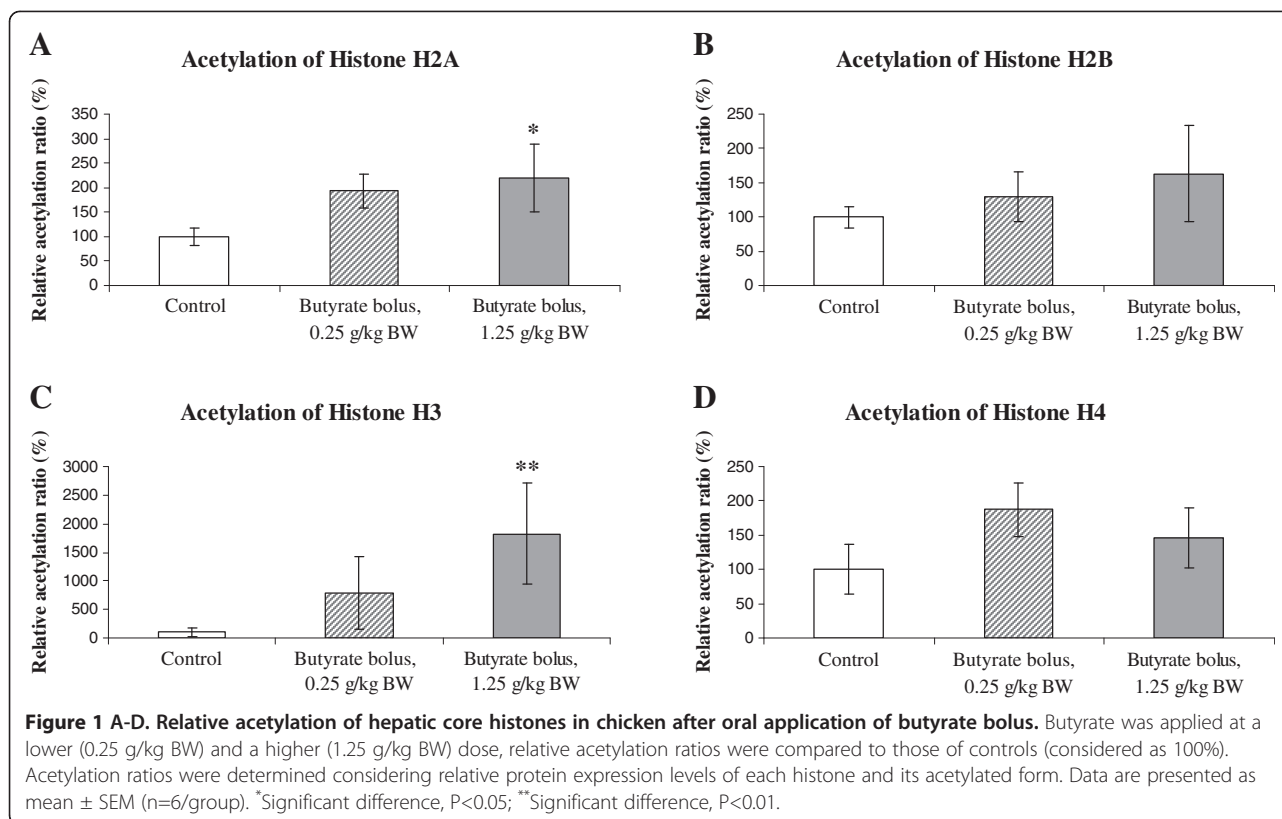 A
Acetylation of Histone H2A
Relative acetylation ratio (%)
350
300
250
200
150
100
50
0
*
Control
Butyrate bolus,
0.25 g/kg BW
Butyrate bolus,
1.25 g/kg BW
B
Acetylation of Histone H2B
Relative acetylation ratio (%)
250
200
150
100
50
0
Control
Butyrate bolus,
0.25 g/kg BW
Butyrate bolus,
1.25 g/kg BW
C
Acetylation of Histone H3
Relative acetylation ratio (%)
3000
2500
2000
1500
1000
500
0
**
Control
Butyrate bolus,
0.25 g/kg BW
Butyrate bolus,
1.25 g/kg BW
D
Acetylation of Histone H4
Relative acetylation ratio (%)
250
200
150
100
50
0
Control
Butyrate bolus,
0.25 g/kg BW
Butyrate bolus,
1.25 g/kg BW
Figure 1 A-D. Relative acetylation of hepatic core histones in chicken after oral application of butyrate bolus. Butyrate was applied at a
lower (0.25 g/kg BW) and a higher (1.25 g/kg BW) dose, relative acetylation ratios were compared to those of controls (considered as 100%).
Acetylation ratios were determined considering relative protein expression levels of each histone and its acetylated form. Data are presented as
mean ± SEM (n=6/group). *Significant difference, P<0.05; **Significant difference, P<0.01.